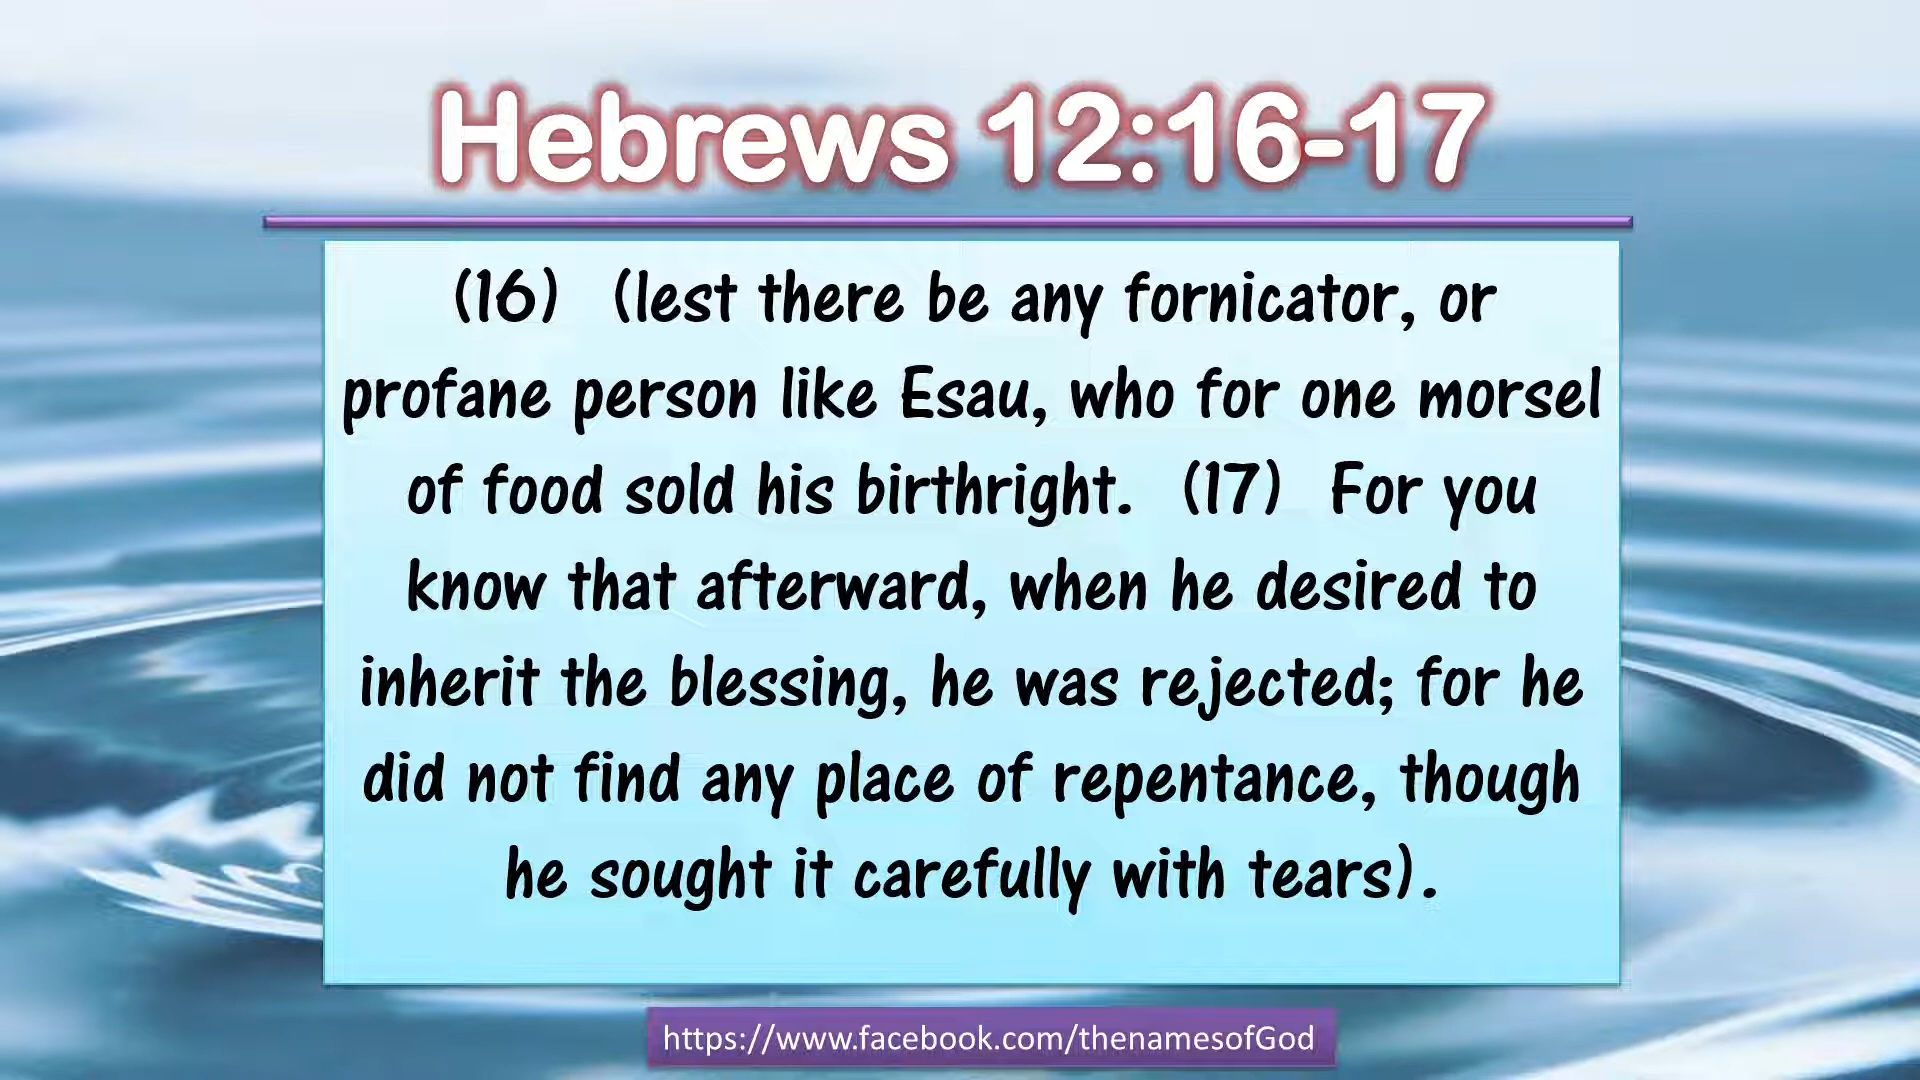 Hebrews 12:16-17
(16) (lest there be any fornicator, or
profane person like Esau, who for one morsel
of food sold his birthright. (17) For you
know that afterward, when he desired to
inherit the blessing, he was rejected; for he
did not find any place of repentance, though
he sought it carefully with tears).
https://www.facebook.com/thenamesofGod